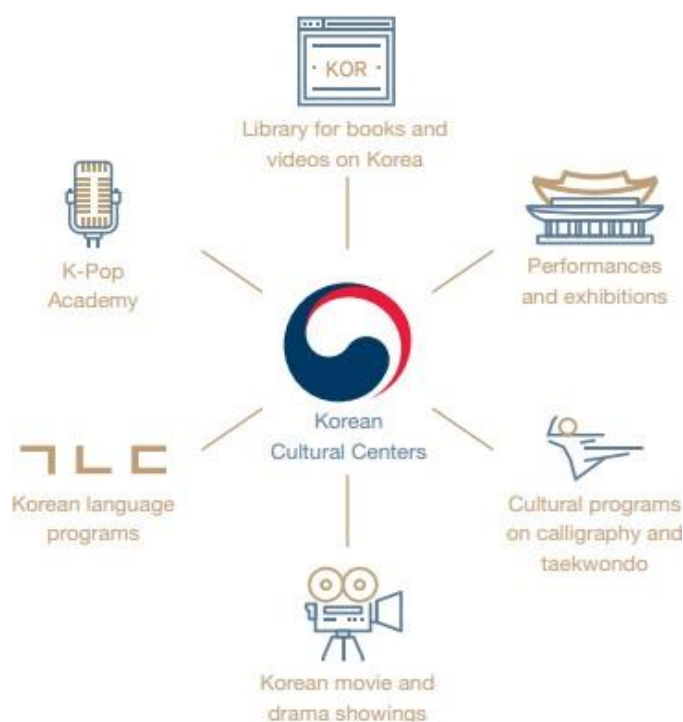 KOR
Library for books and
videos on Korea
K-Pop
Academy
Performances
and exhibitions
Korean
Cultural Centers
ㄱㄴㄷ
Korean language
programs
Cultural programs
on calligraphy and
taekwondo
Korean movie and
drama showings